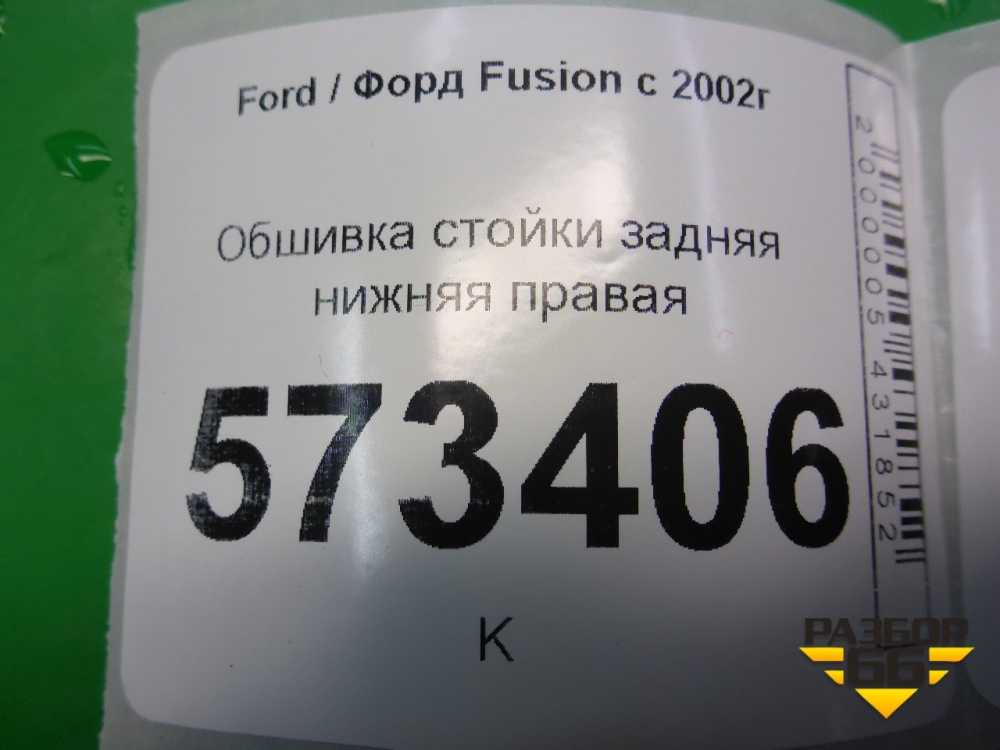 Ford / Форд Fusion с 2002г
Обшивка стойки задняя
нижняя правая
573406
К
2000005431852
РАЗБОР
66